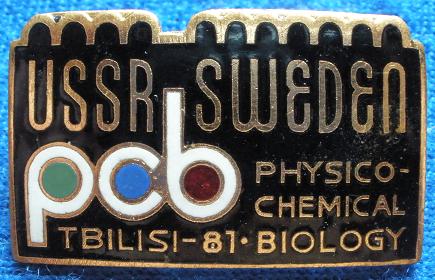 USSR SWEDEN
pcb PHYSICO-
CHEMICAL
TBILISI-81·BIOLOGY